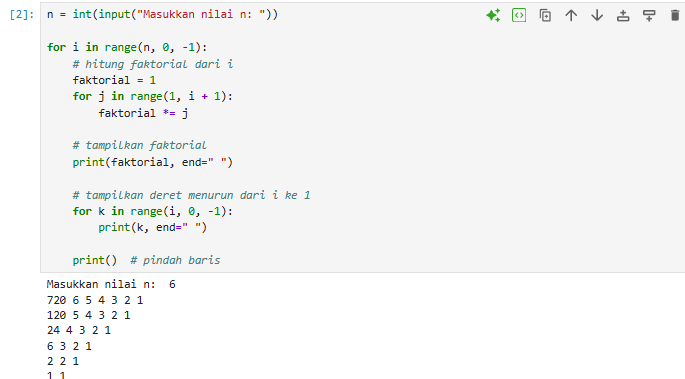 [2]: n = int(input("Masukkan nilai n: "))
for i in range(n, 0, -1):
    # hitung faktorial dari i
    faktorial = 1
    for j in range(1, i + 1):
        faktorial *= j
    # tampilkan faktorial
    print(faktorial, end=" ")
    # tampilkan deret menurun dari i ke 1
    for k in range(i, 0, -1):
        print(k, end=" ")
    print()  # pindah baris
Masukkan nilai n:  6
720 6 5 4 3 2 1
120 5 4 3 2 1
24 4 3 2 1
6 3 2 1
2 2 1
1 1